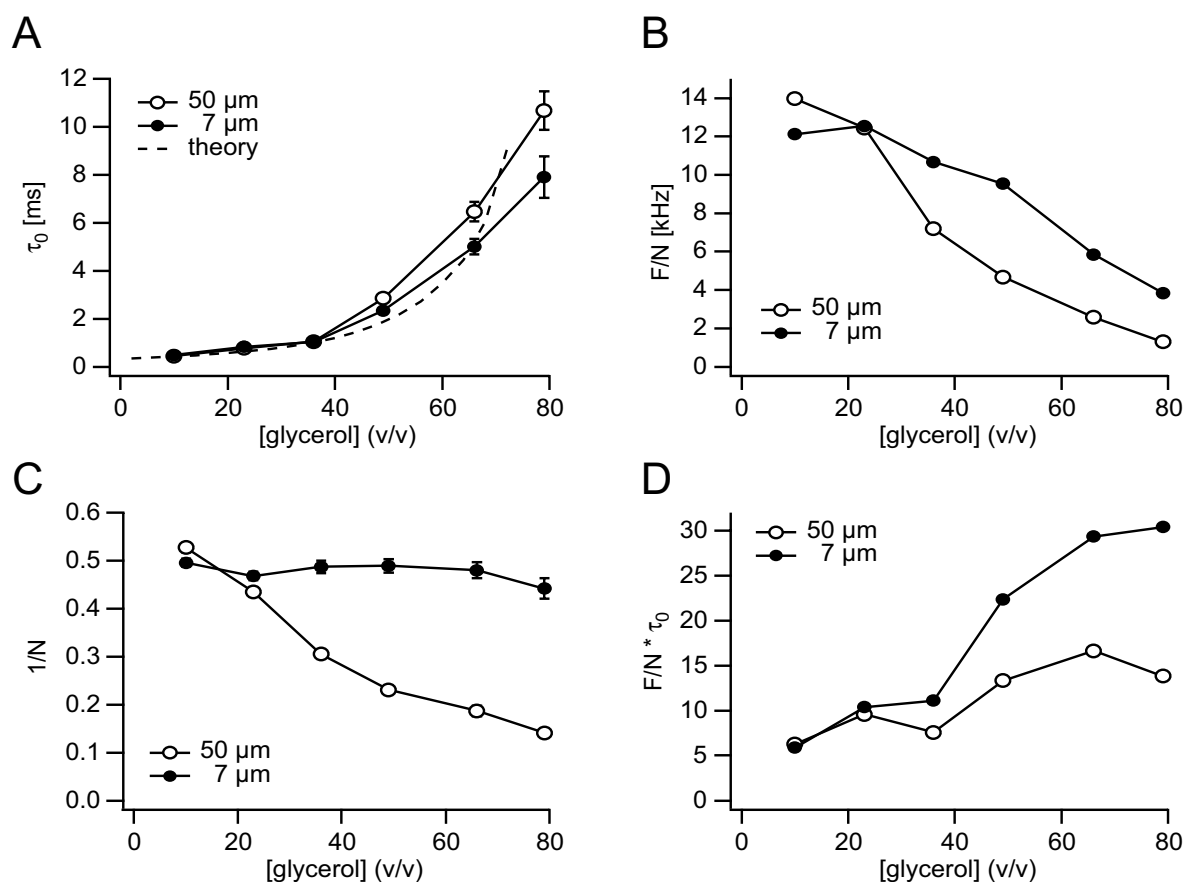 A
12
10
8
6
4
2
0
τ0 [ms]
50 µm
7 µm
theory
0 20 40 60 80
[glycerol] (v/v)
B
14
12
10
8
6
4
2
0
F/N [kHz]
50 µm
7 µm
0 20 40 60 80
[glycerol] (v/v)
C
0.6
0.5
0.4
0.3
0.2
0.1
0.0
1/N
50 µm
7 µm
0 20 40 60 80
[glycerol] (v/v)
D
30
25
20
15
10
5
0
F/N * τ0
50 µm
7 µm
0 20 40 60 80
[glycerol] (v/v)